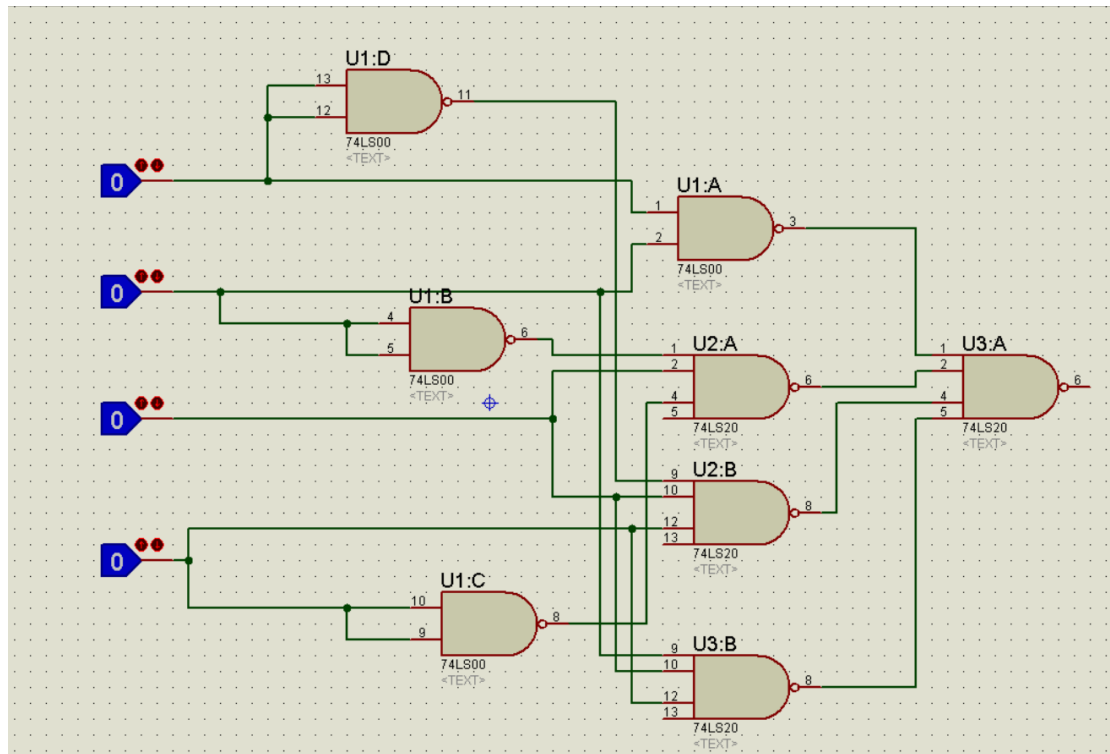 U1:D
13
12
11
74LS00
<TEXT>
0
U1:A
1
2
3
74LS00
<TEXT>
0
U1:B
4
5
6
74LS00
<TEXT>
U2:A
1
2
4
5
6
74LS20
<TEXT>
U3:A
1
2
4
5
6
74LS20
<TEXT>
0
U2:B
9
10
12
13
8
74LS20
<TEXT>
0
U1:C
10
9
8
74LS00
<TEXT>
U3:B
9
10
12
13
8
74LS20
<TEXT>